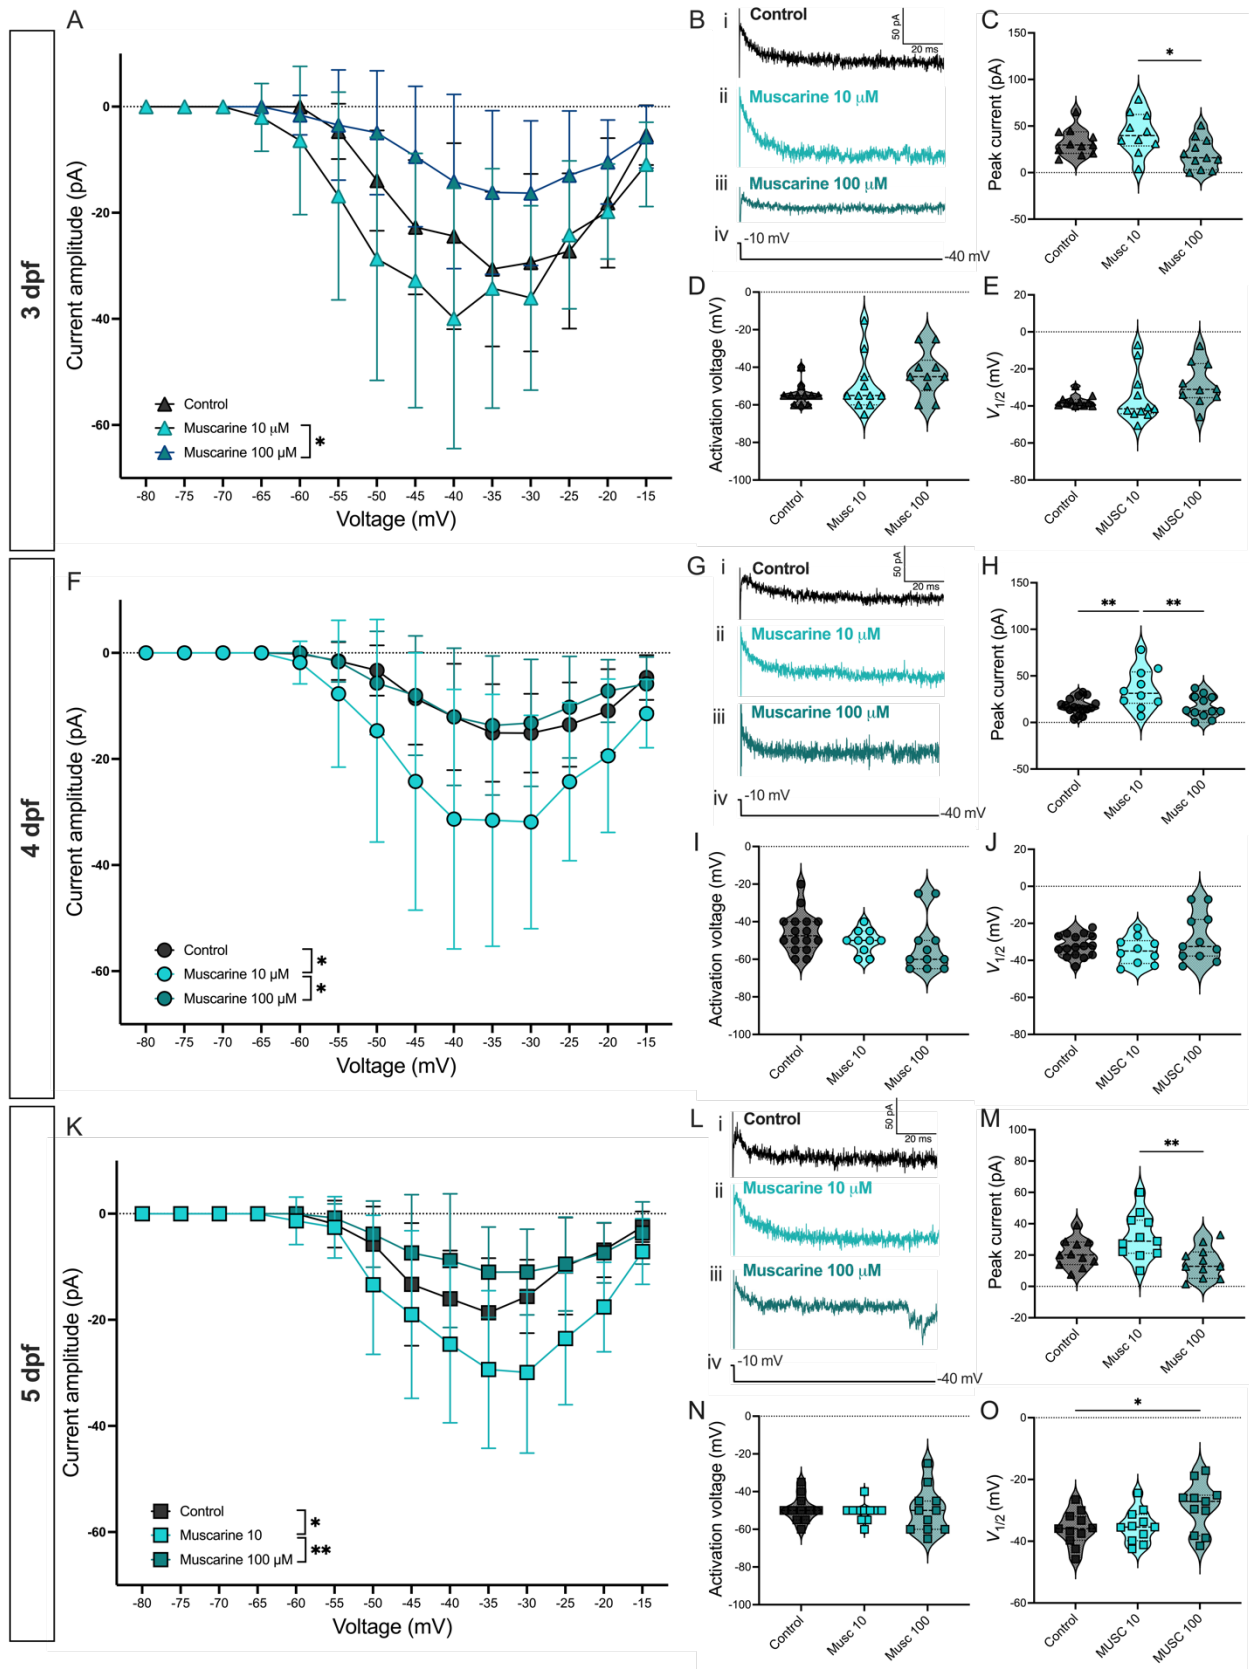 3 dpf
A
Current amplitude (pA)
0
-20
-40
-60
Control
Muscarine 10 μM
Muscarine 100 μM
*
-80 -75 -70 -65 -60 -55 -50 -45 -40 -35 -30 -25 -20 -15
Voltage (mV)
B
i
Control
50 pA
20 ms
ii
Muscarine 10 μM
iii
Muscarine 100 μM
iv
-10 mV
-40 mV
C
Peak current (pA)
150
100
50
0
-50
*
Control Musc 10 Musc 100
D
Activation voltage (mV)
0
-20
-40
-60
-80
-100
Control Musc 10 Musc 100
E
V1/2 (mV)
20
0
-20
-40
-60
-80
Control MUSC 10 MUSC 100
4 dpf
F
Current amplitude (pA)
0
-20
-40
-60
Control
Muscarine 10 μM
Muscarine 100 μM
*
*
-80 -75 -70 -65 -60 -55 -50 -45 -40 -35 -30 -25 -20 -15
Voltage (mV)
G
i
Control
50 pA
20 ms
ii
Muscarine 10 μM
iii
Muscarine 100 μM
iv
-10 mV
-40 mV
H
Peak current (pA)
150
100
50
0
-50
** **
Control Musc 10 Musc 100
I
Activation voltage (mV)
0
-20
-40
-60
-80
-100
Control Musc 10 Musc 100
J
V1/2 (mV)
20
0
-20
-40
-60
-80
Control MUSC 10 MUSC 100
5 dpf
K
Current amplitude (pA)
0
-20
-40
-60
Control
Muscarine 10
Muscarine 100 μM
*
**
-80 -75 -70 -65 -60 -55 -50 -45 -40 -35 -30 -25 -20 -15
Voltage (mV)
L
i
Control
50 pA
20 ms
ii
Muscarine 10 μM
iii
Muscarine 100 μM
iv
-10 mV
-40 mV
M
Peak current (pA)
100
80
60
40
20
0
-20
**
Control Musc 10 Musc 100
N
Activation voltage (mV)
0
-20
-40
-60
-80
-100
Control Musc 10 Musc 100
O
V1/2 (mV)
0
-20
-40
-60
*
Control MUSC 10 MUSC 100